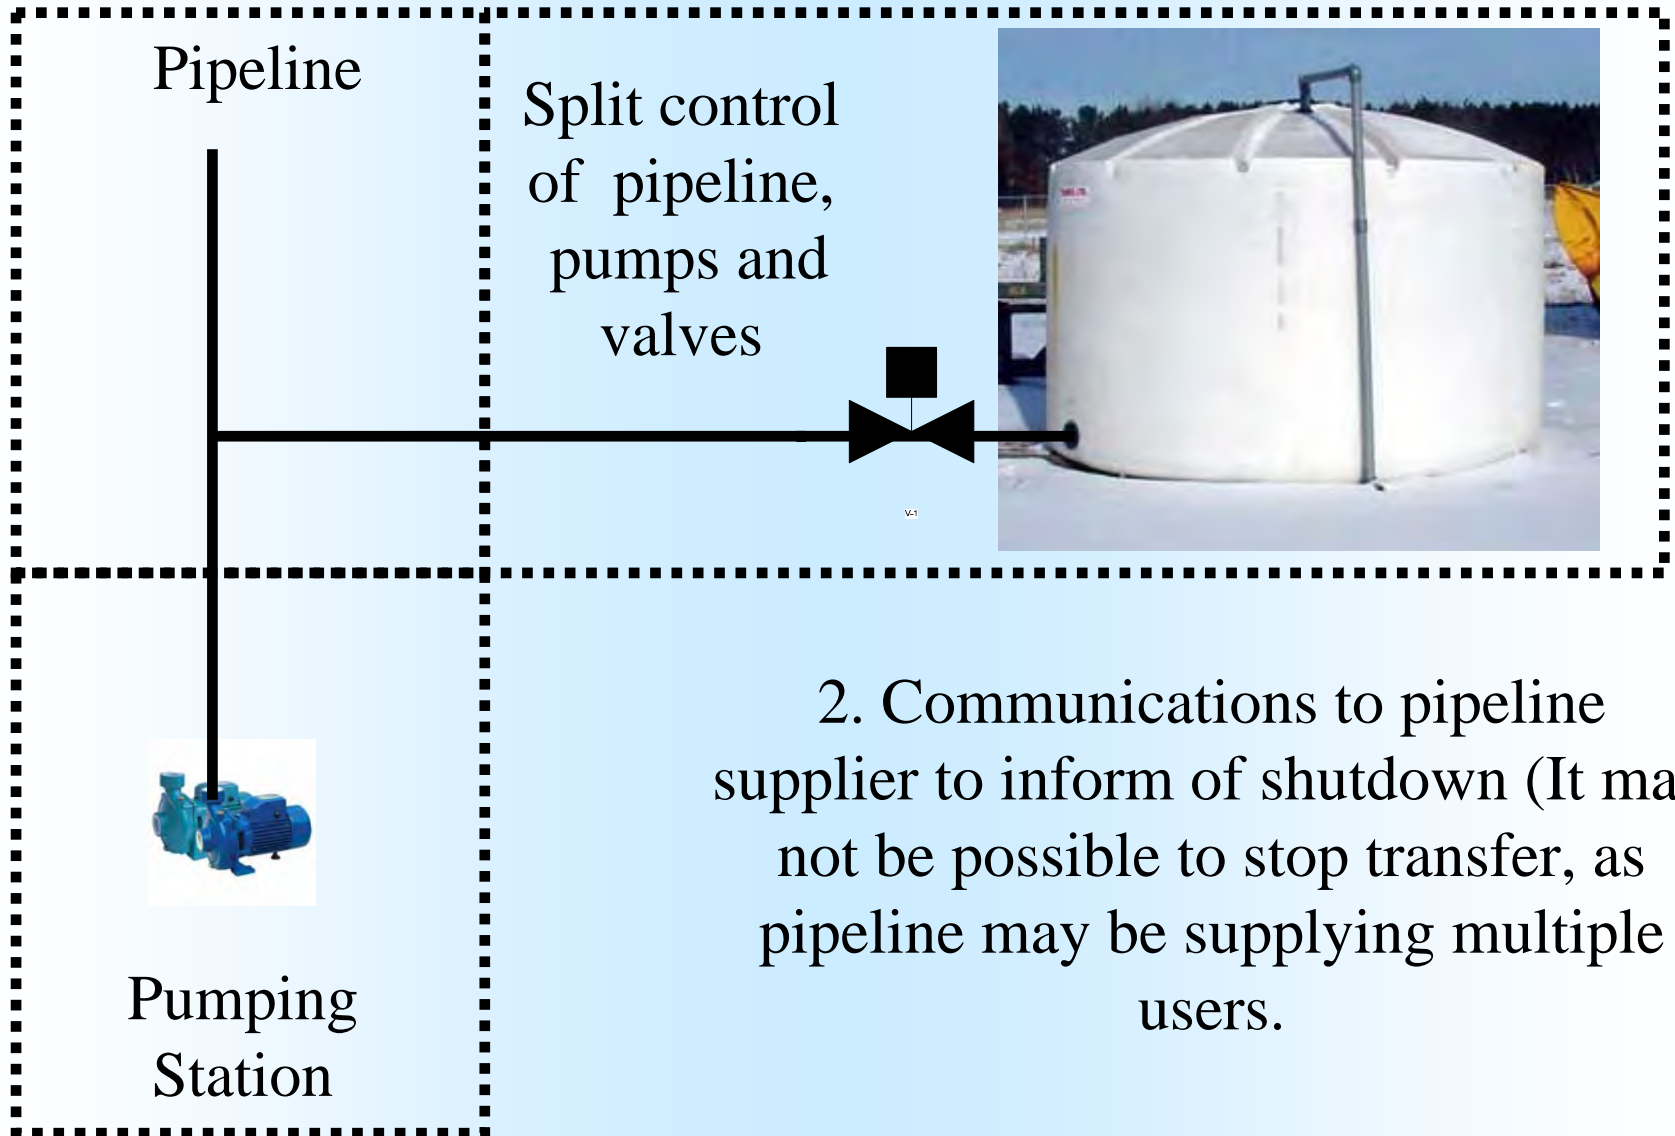 Pipeline
Split control
of pipeline,
pumps and
valves
V-1
2. Communications to pipeline
supplier to inform of shutdown (It ma
not be possible to stop transfer, as
pipeline may be supplying multiple
users.
Pumping
Station